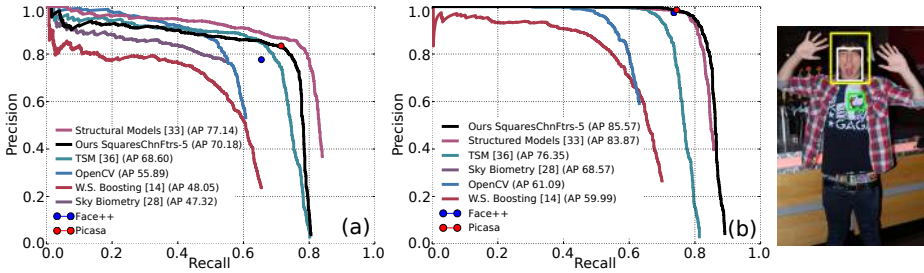 Precision
1.0
0.8
0.6
0.4
0.2
0.0
Structural Models [33] (AP 77.14)
Ours SquaresChnFtrs-5 (AP 70.18)
TSM [36] (AP 68.60)
OpenCV (AP 55.89)
W.S. Boosting [14] (AP 48.05)
Sky Biometry [28] (AP 47.32)
Face++
Picasa
(a)
0.2 0.4 0.6 0.8 1.0
Recall
Precision
1.0
0.8
0.6
0.4
0.2
0.0
Ours SquaresChnFtrs-5 (AP 85.57)
Structured Models [33] (AP 83.87)
TSM [36] (AP 76.35)
Sky Biometry [28] (AP 68.57)
OpenCV (AP 61.09)
W.S. Boosting [14] (AP 59.99)
Face++
Picasa
(b)
0.2 0.4 0.6 0.8 1.0
Recall
GAGA